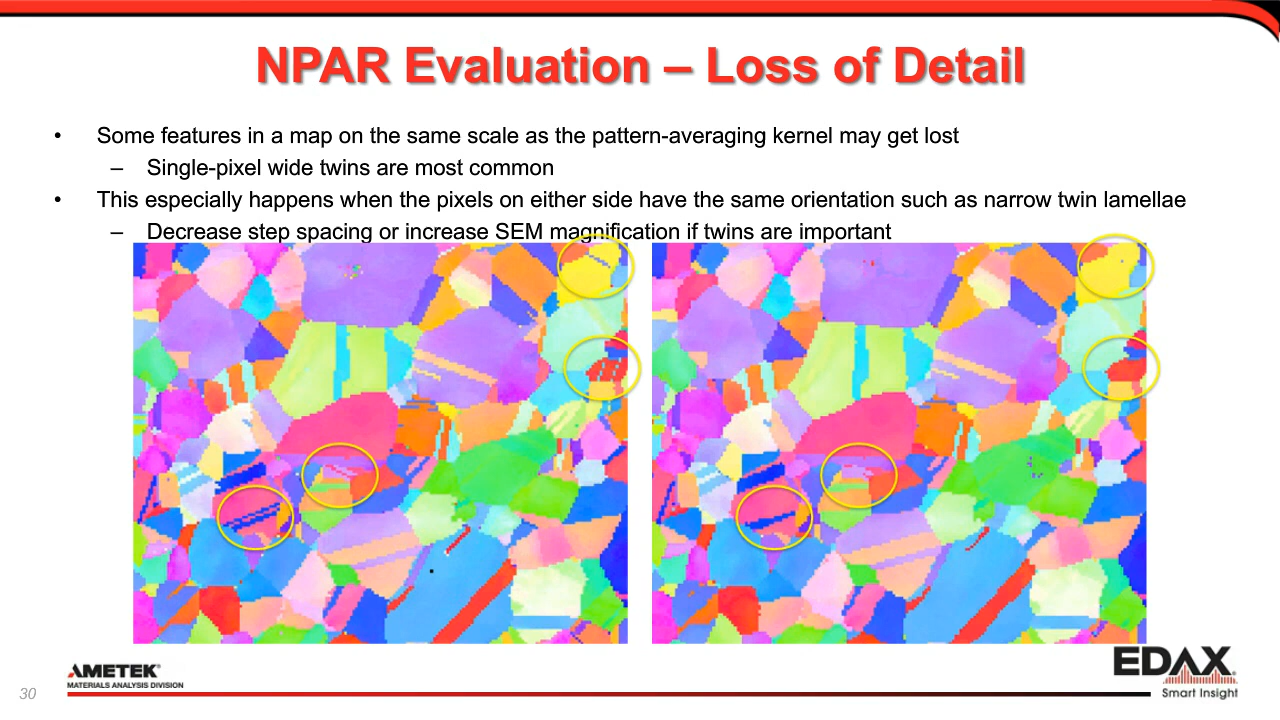 NPAR Evaluation – Loss of Detail
• Some features in a map on the same scale as the pattern-averaging kernel may get lost
– Single-pixel wide twins are most common
• This especially happens when the pixels on either side have the same orientation such as narrow twin lamellae
– Decrease step spacing or increase SEM magnification if twins are important
AMETEK®
MATERIALS ANALYSIS DIVISION
EDAX®
Smart Insight
30